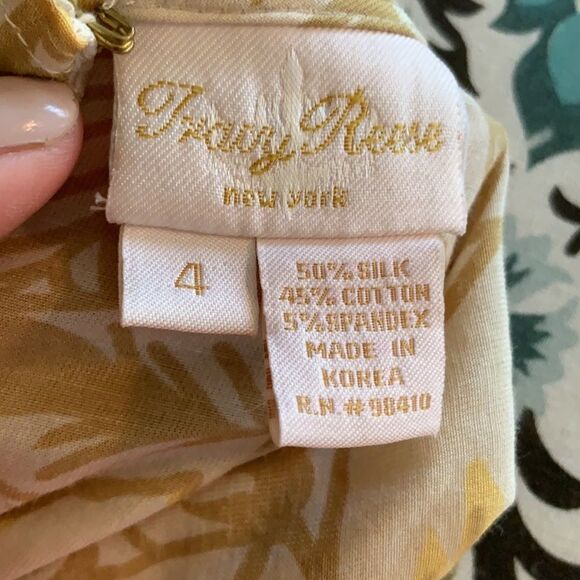 Tracy Reese
new york
4
50% SILK
45% COTTON
5% SPANDEX
MADE IN
KOREA
R.N.# 98410